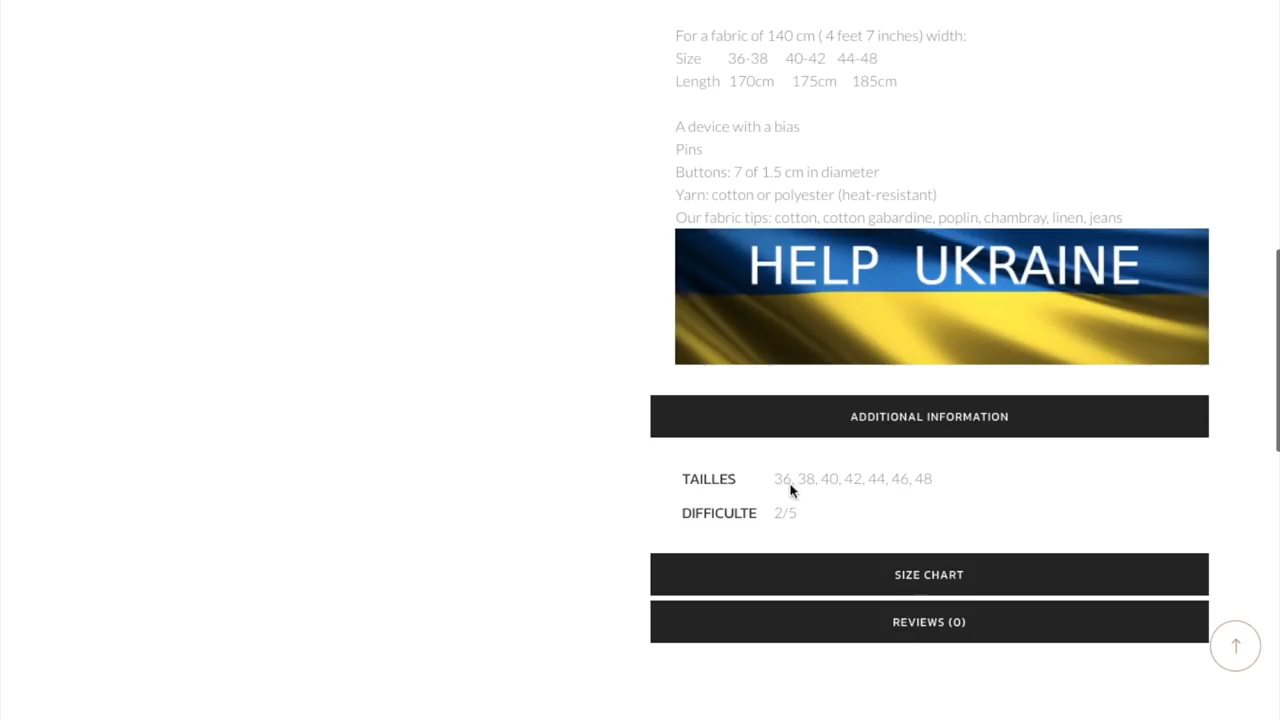 For a fabric of 140 cm ( 4 feet 7 inches) width:
Size 36-38 40-42 44-48
Length 170cm 175cm 185cm
A device with a bias
Pins
Buttons: 7 of 1.5 cm in diameter
Yarn: cotton or polyester (heat-resistant)
Our fabric tips: cotton, cotton gabardine, poplin, chambray, linen, jeans
HELP UKRAINE
ADDITIONAL INFORMATION
TAILLES 36, 38, 40, 42, 44, 46, 48
DIFFICULTE 2/5
SIZE CHART
REVIEWS (0)